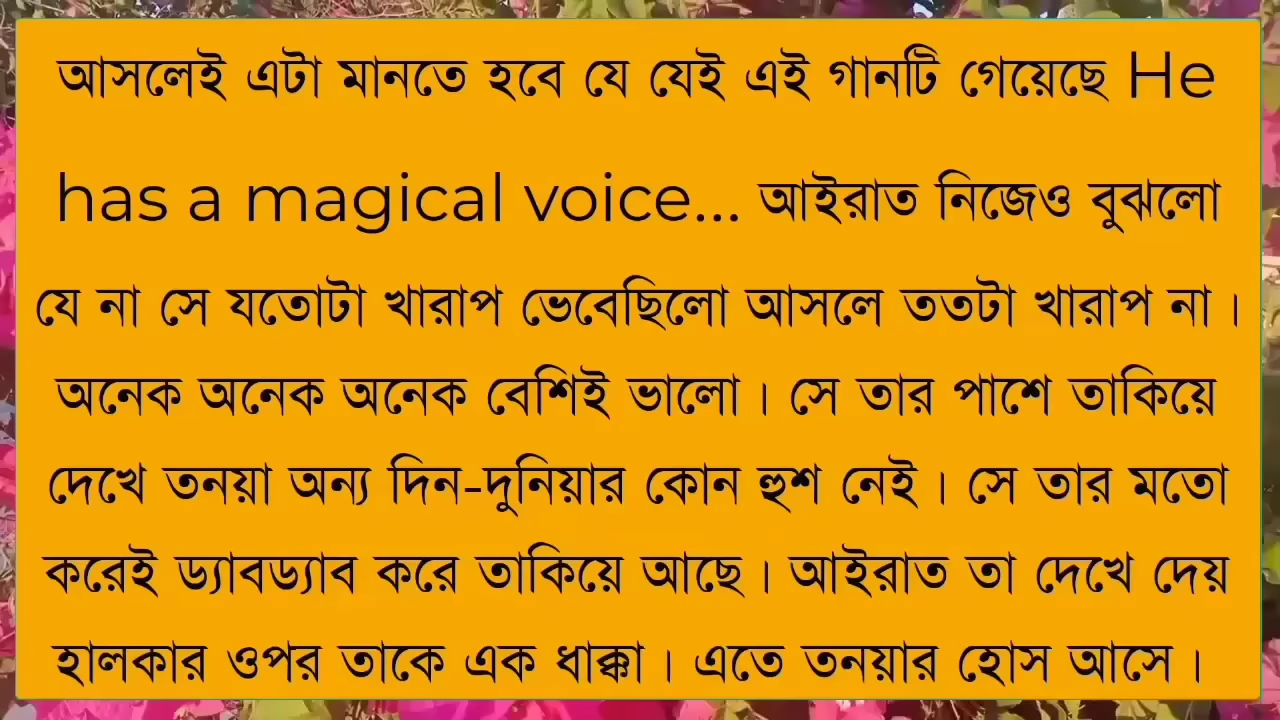 আসলেই এটা মানতে হবে যে যেই এই গানটি গেয়েছে He
has a magical voice... আইরাত নিজেও বুঝলো
যে না সে যতোটা খারাপ ভেবেছিলো আসলে ততটা খারাপ না।
অনেক অনেক অনেক বেশিই ভালো। সে তার পাশে তাকিয়ে
দেখে তনয়া অন্য দিন-দুনিয়ার কোন হুশ নেই। সে তার মতো
করেই ড্যাবড্যাব করে তাকিয়ে আছে। আইরাত তা দেখে দেয়
হালকার ওপর তাকে এক ধাক্কা। এতে তনয়ার হোস আসে।